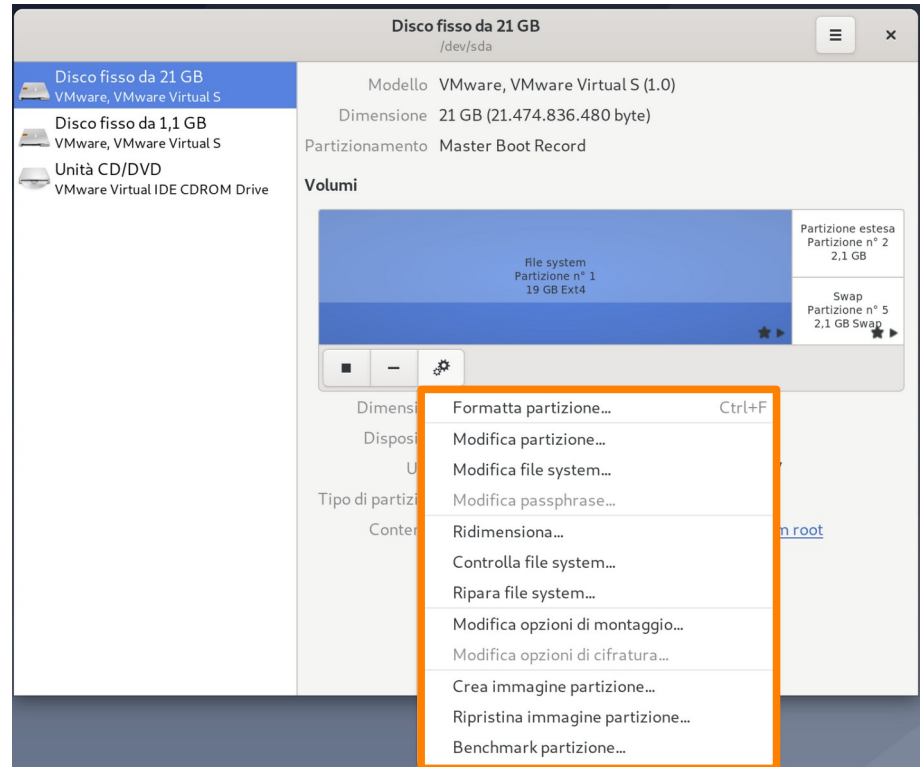 Disco fisso da 21 GB
/dev/sda
Disco fisso da 21 GB
VMware, VMware Virtual S
Disco fisso da 1,1 GB
VMware, VMware Virtual S
Unità CD/DVD
VMware Virtual IDE CDROM Drive
Modello VMware, VMware Virtual S (1.0)
Dimensione 21 GB (21.474.836.480 byte)
Partizionamento Master Boot Record
Volumi
File system
Partizione n° 1
19 GB Ext4
Partizione estesa
Partizione n° 2
2,1 GB
Swap
Partizione n° 5
2,1 GB Swap
Dimensi
Disposi
U
Tipo di partizi
Conten
m root
Formatta partizione... Ctrl+F
Modifica partizione...
Modifica file system...
Modifica passphrase...
Ridimensiona...
Controlla file system...
Ripara file system...
Modifica opzioni di montaggio...
Modifica opzioni di cifratura...
Crea immagine partizione...
Ripristina immagine partizione...
Benchmark partizione...